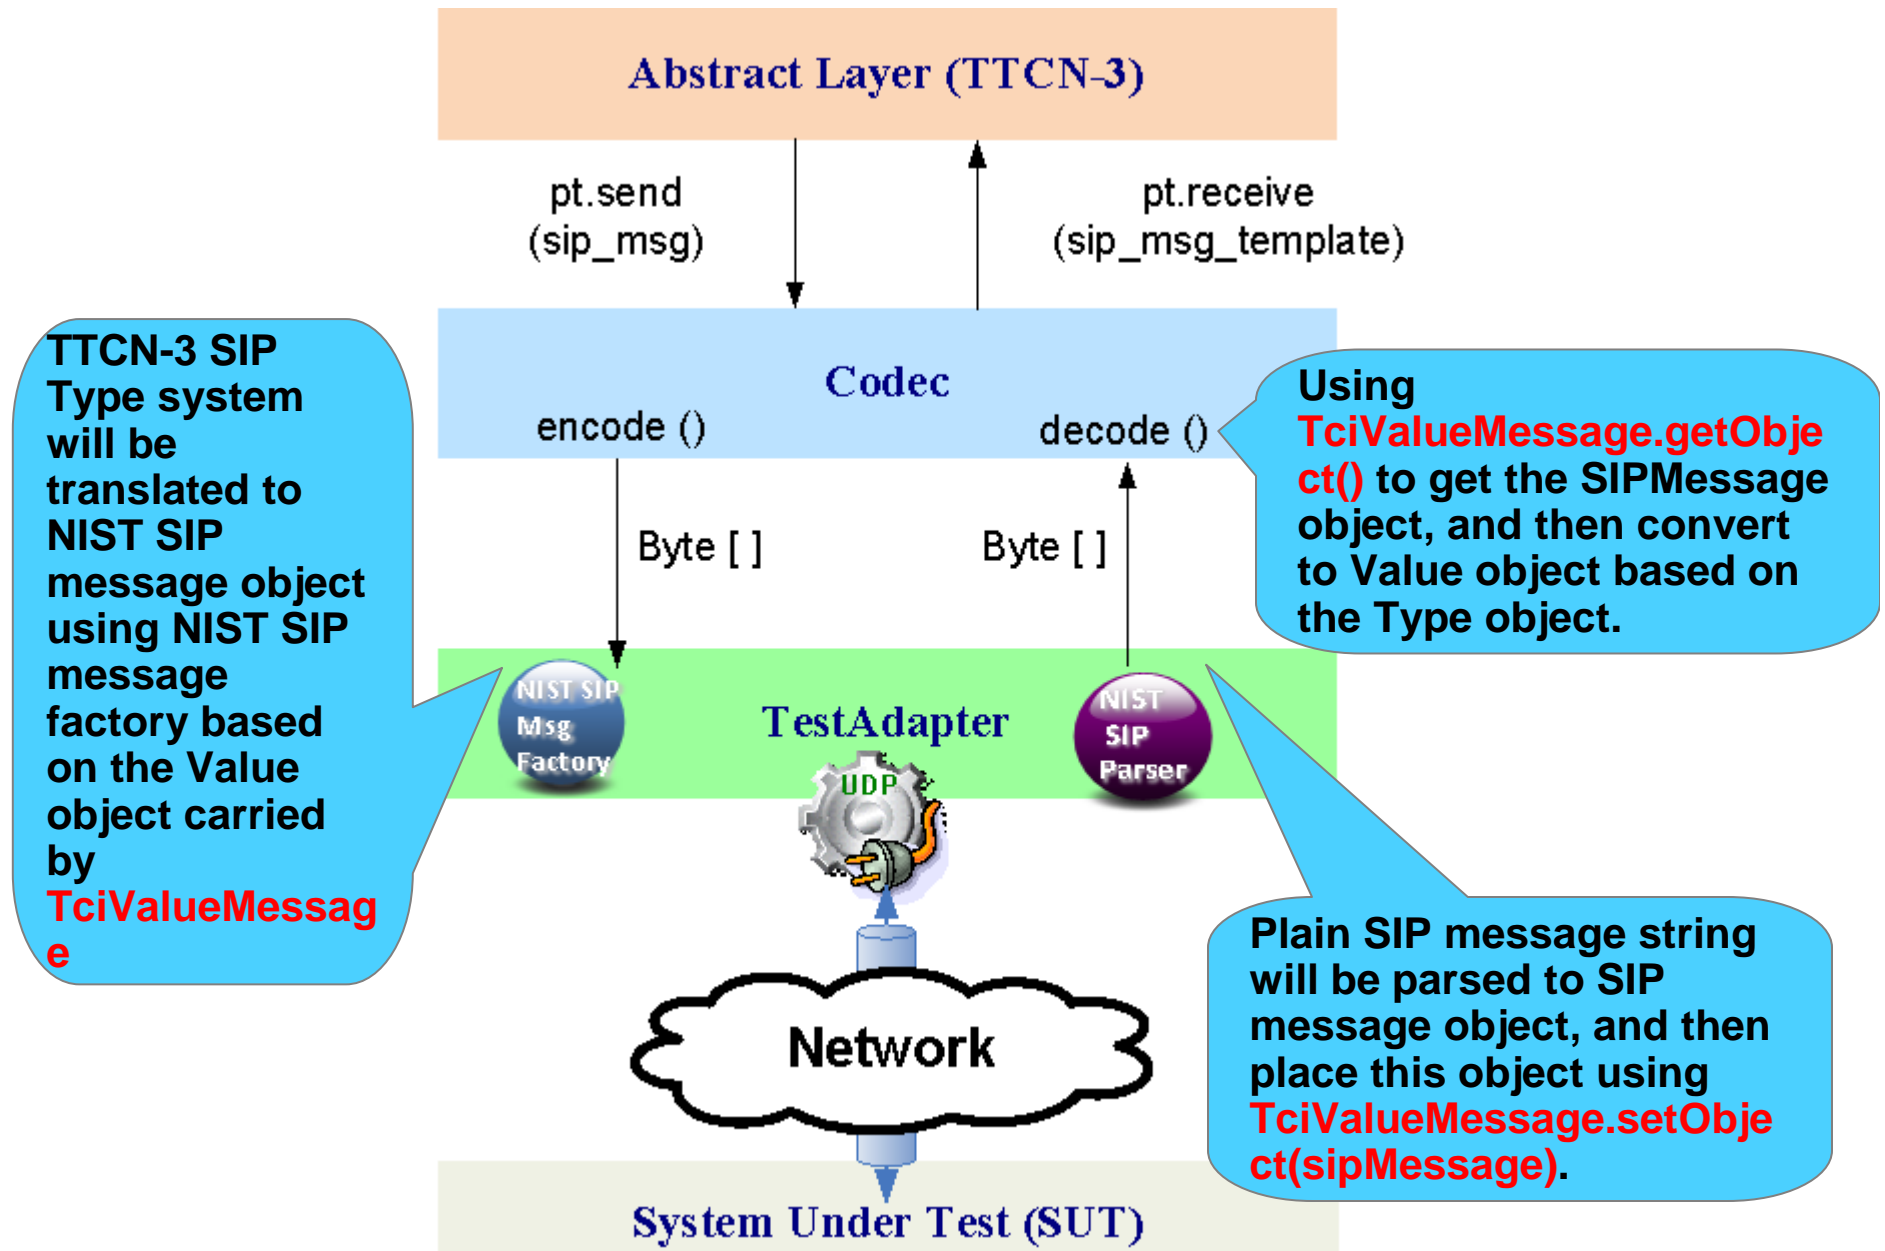 Abstract Layer (TTCN-3)
pt.send
(sip_msg)
pt.receive
(sip_msg_template)
TTCN-3 SIP
Type system
will be
translated to
NIST SIP
message object
using NIST SIP
message
factory based
on the Value
object carried
by
TciValueMessag
e
Codec
encode ()
decode ()
Using
TciValueMessage.getObje
ct() to get the SIPMessage
object, and then convert
to Value object based on
the Type object.
Byte [ ]
Byte [ ]
NIST SIP
Msg
Factory
TestAdapter
UDP
NIST
SIP
Parser
Plain SIP message string
will be parsed to SIP
message object, and then
place this object using
TciValueMessage.setObje
ct(sipMessage).
Network
System Under Test (SUT)